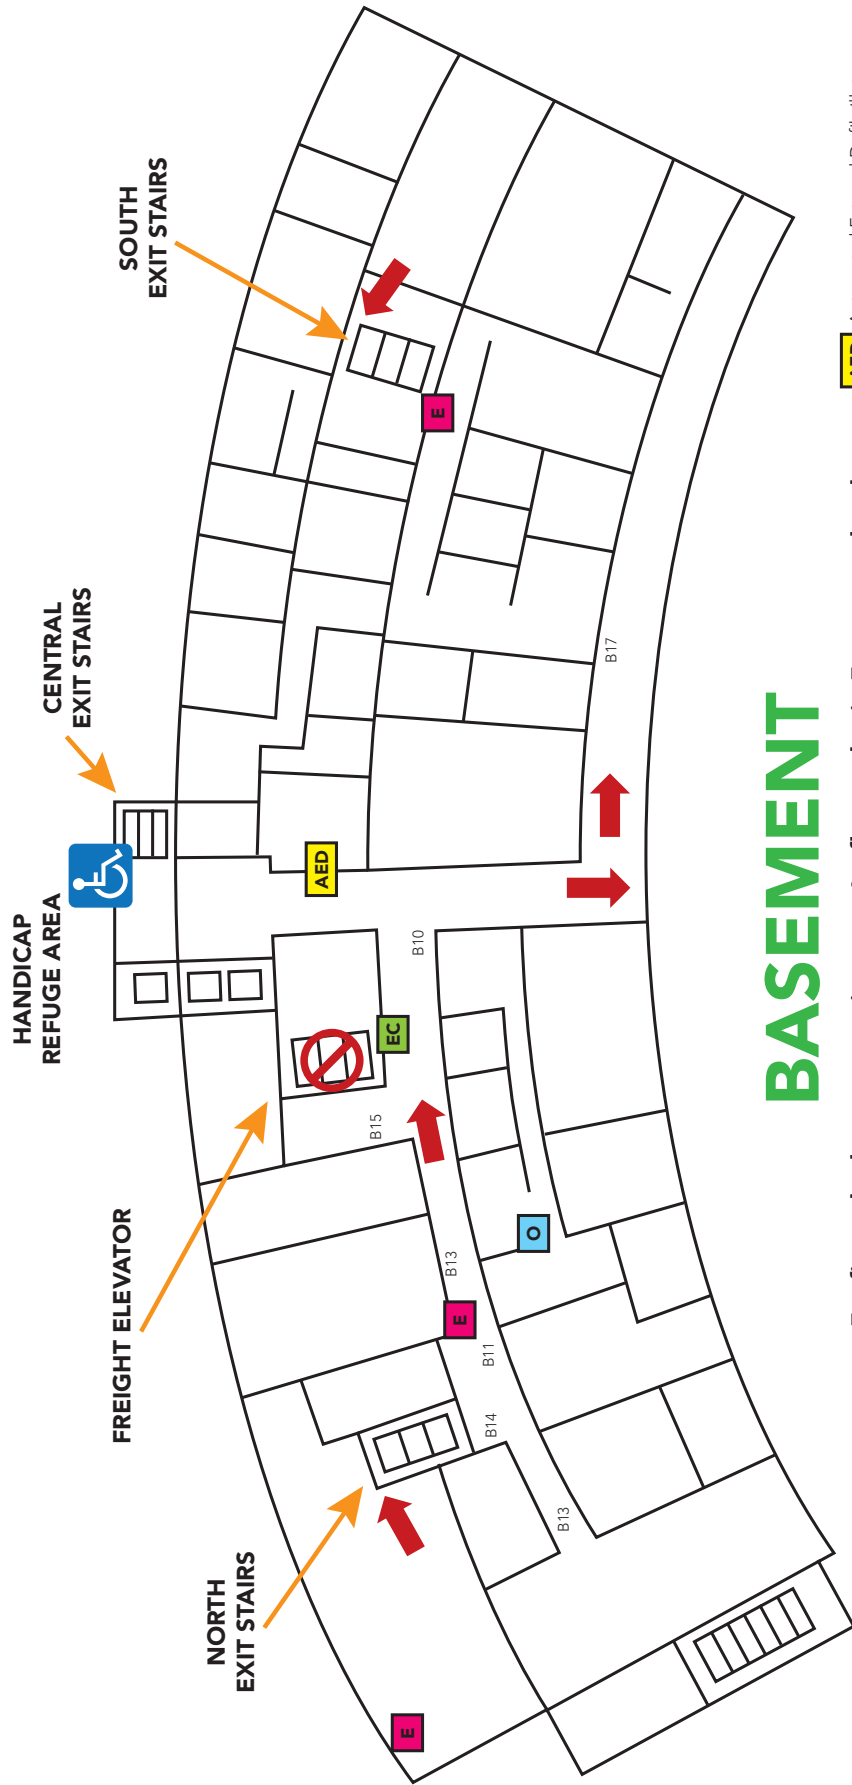 NORTH
EXIT STAIRS
FREIGHT ELEVATOR
HANDICAP
REFUGE AREA
CENTRAL
EXIT STAIRS
SOUTH
EXIT STAIRS
E
B13
B14
B11
E
B13
B15
EC
B10
O
AED
B17
E
BASEMENT
AED